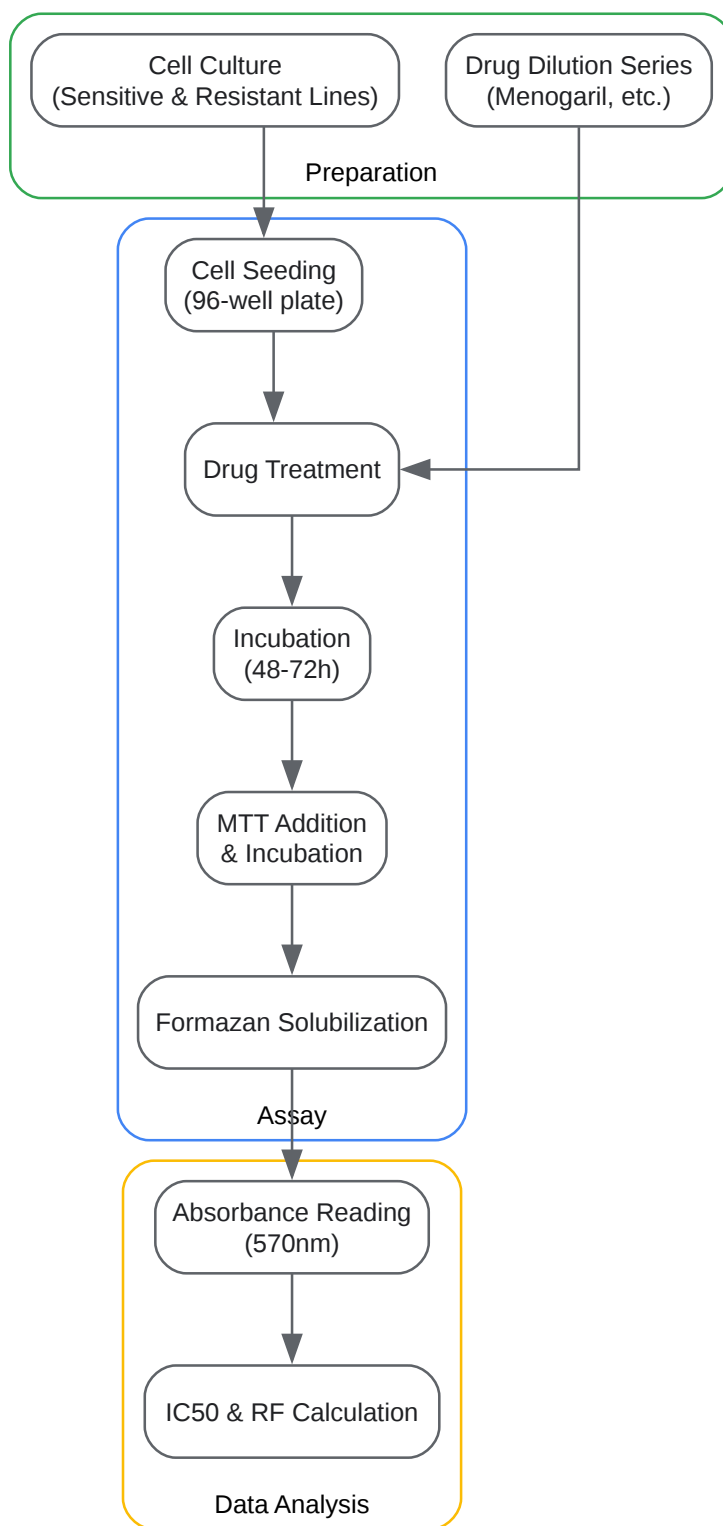 Cell Culture
(Sensitive & Resistant Lines)
Drug Dilution Series
(Menogaril, etc.)
Preparation
Cell Seeding
(96-well plate)
Drug Treatment
Incubation
(48-72h)
MTT Addition
& Incubation
Formazan Solubilization
Assay
Absorbance Reading
(570nm)
IC50 & RF Calculation
Data Analysis